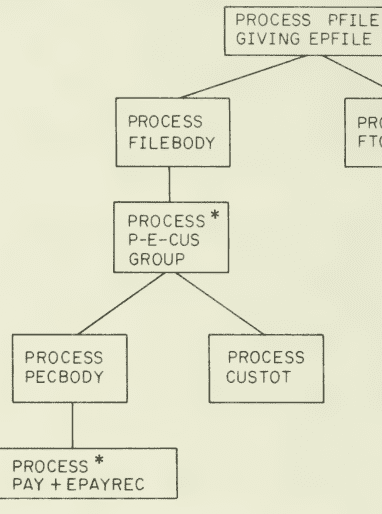 PROCESS PFILE
GIVING EPFILE
PROCESS
FILEBODY
PROCESS*
P-E-CUS
GROUP
PROCESS
PECBODY
PROCESS
CUSTOT
PROCESS*
PAY + EPAYREC